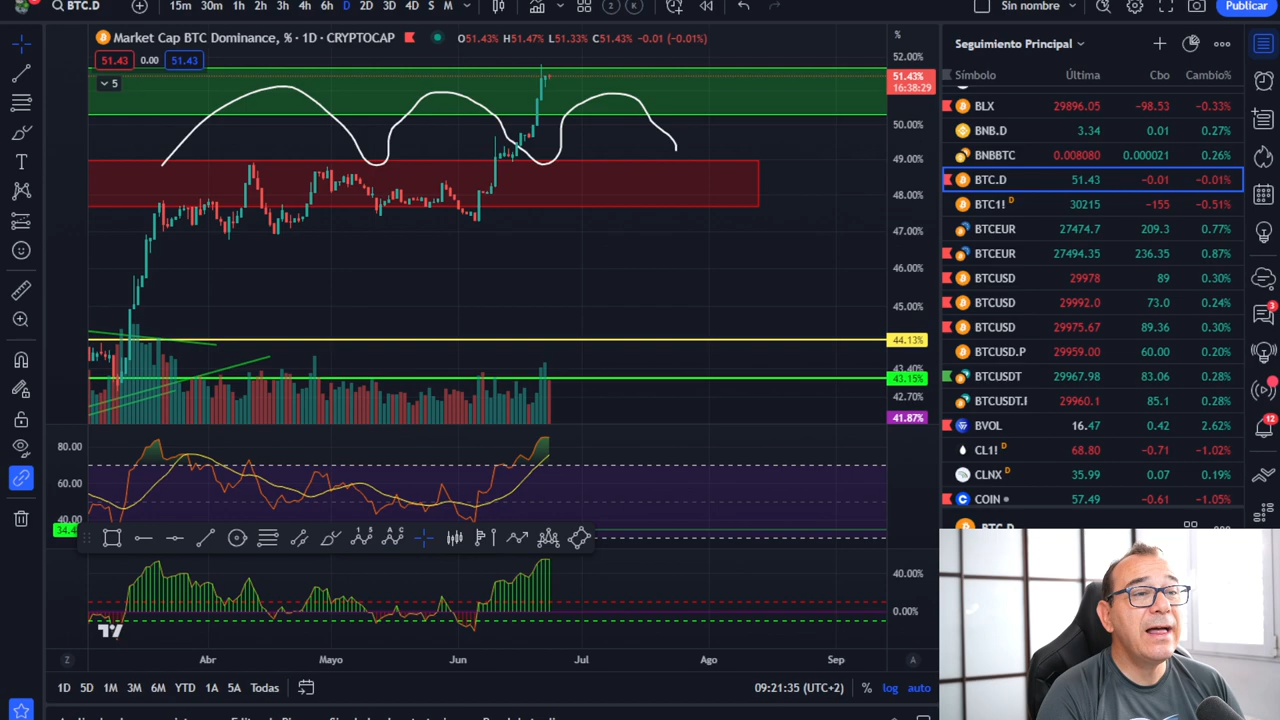 BTC.D
15m 30m 1h 2h 3h 4h 6h D 2D 3D 4D S M
2 K
Sin nombre
Publicar
Market Cap BTC Dominance, % · 1D · CRYPTOCAP
O51.43% H51.47% L51.33% C51.43% -0.01 (-0.01%)
51.43 0.00 51.43
5
%
52.00%
51.43%
16:38:29
50.00%
49.00%
48.00%
47.00%
46.00%
45.00%
44.13%
43.40%
43.15%
42.70%
41.87%
80.00
60.00
40.00
40.00%
0.00%
Z Abr Mayo Jun Jul Ago Sep A
1D 5D 1M 3M 6M YTD 1A 5A Todas
09:21:35 (UTC+2) % log auto
Seguimiento Principal
Símbolo Última Cbo Cambio%
BLX 29896.05 −98.53 −0.33%
BNB.D 3.34 0.01 0.27%
BNBBTC 0.008080 0.000021 0.26%
BTC.D 51.43 −0.01 −0.01%
BTC1! D 30215 −155 −0.51%
BTCEUR 27474.7 209.3 0.77%
BTCEUR 27494.35 236.35 0.87%
BTCUSD 29978 89 0.30%
BTCUSD 29992.0 73.0 0.24%
BTCUSD 29975.67 89.36 0.30%
BTCUSD.P 29959.00 60.00 0.20%
BTCUSDT 29967.98 83.06 0.28%
BTCUSDT.I 29960.1 85.1 0.28%
BVOL 16.47 0.42 2.62%
CL1! D 68.80 −0.71 −1.02%
CLNX D 35.99 0.07 0.19%
COIN 57.49 −0.61 −1.05%
3
12